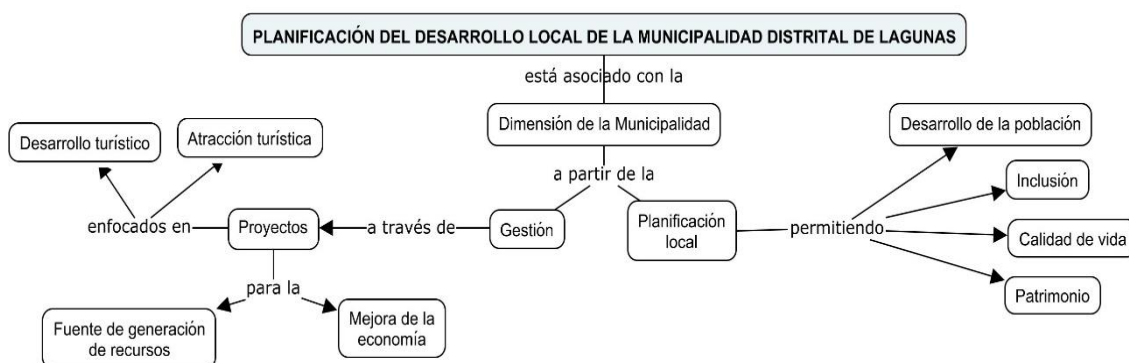 PLANIFICACIÓN DEL DESARROLLO LOCAL DE LA MUNICIPALIDAD DISTRITAL DE LAGUNAS
está asociado con la
Dimensión de la Municipalidad
a partir de la
Gestión
Planificación
local
a través de
Proyectos
enfocados en
Desarrollo turístico
Atracción turística
para la
Fuente de generación
de recursos
Mejora de la
economía
permitiendo
Desarrollo de la población
Inclusión
Calidad de vida
Patrimonio